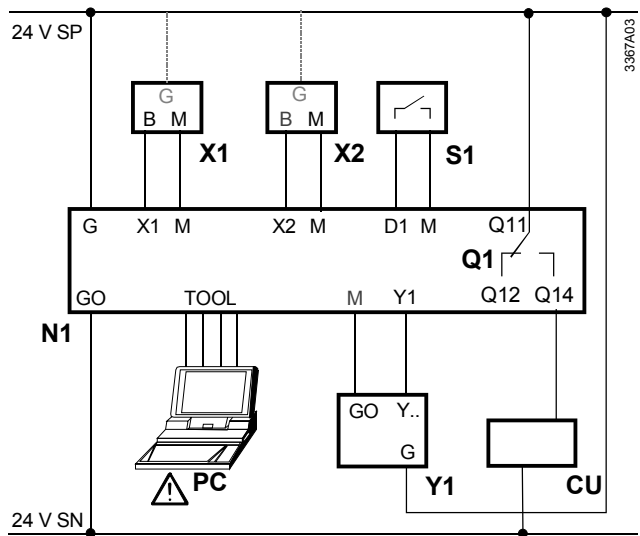 24 V SP
3367A03
G
B M
X1
G
B M
X2
S1
G X1 M X2 M D1 M Q11
Q1
GO TOOL M Y1 Q12 Q14
N1
GO Y..
G
Y1
PC
CU
24 V SN